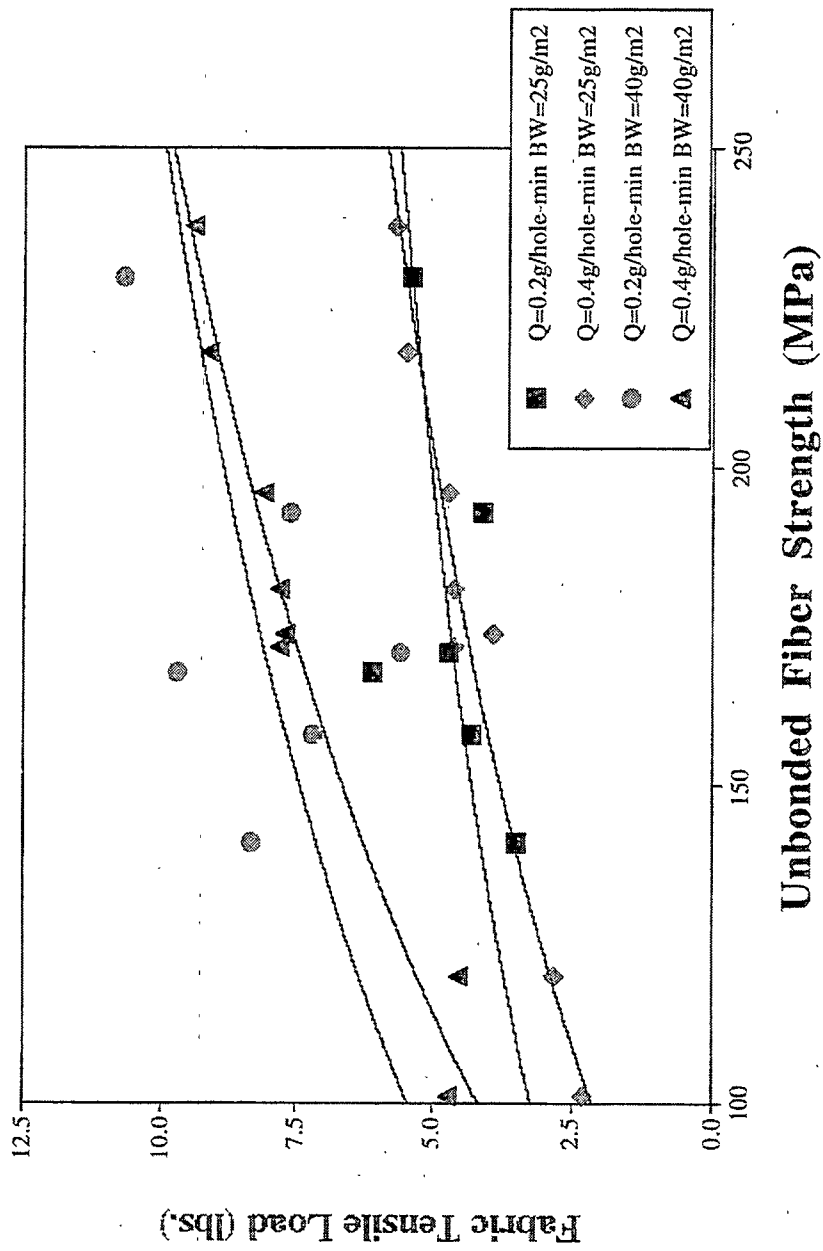 Fabric Tensile Load (lbs.)
12.5
10.0
7.5
5.0
2.5
0.0
100
150
200
250
Unbonded Fiber Strength (MPa)
Q=0.2g/hole-min BW=25g/m2
Q=0.4g/hole-min BW=25g/m2
Q=0.2g/hole-min BW=40g/m2
Q=0.4g/hole-min BW=40g/m2